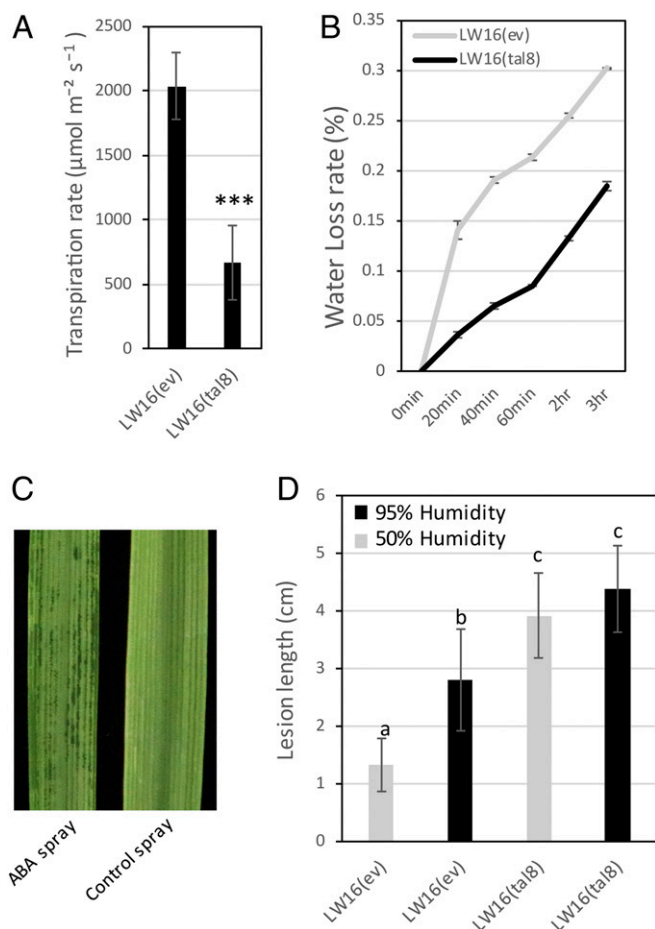 A
Transpiration rate (μmol m⁻² s⁻¹)
2500
2000
1500
1000
500
0
***
LW16(ev)
LW16(tal8)
B
LW16(ev)
LW16(tal8)
Water Loss rate (%)
0.3
0.25
0.2
0.15
0.1
0.05
0
0min
20min
40min
60min
2hr
3hr
C
ABA spray
Control spray
D
95% Humidity
50% Humidity
Lesion length (cm)
6
5
4
3
2
1
0
a
b
c
c
LW16(ev)
LW16(ev)
LW16(tal8)
LW16(tal8)